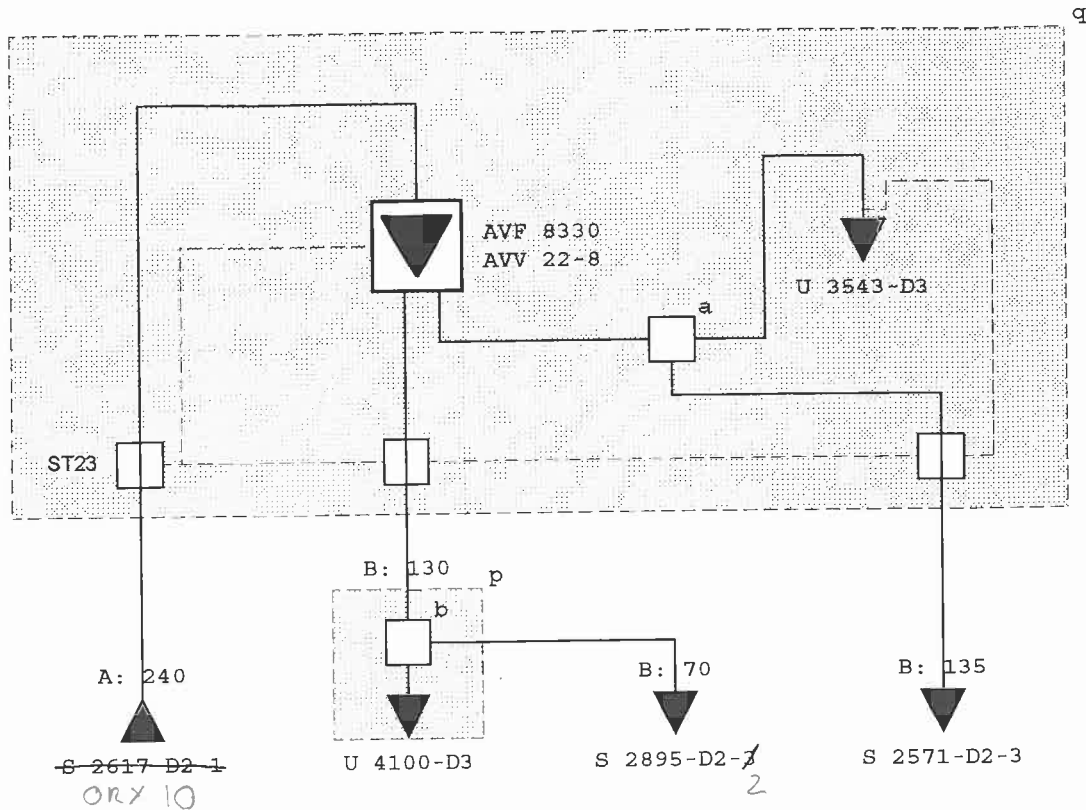 q
AVF 8330
AVV 22-8
U 3543-D3
a
ST23
B: 130
p
b
A: 240
B: 70
B: 135
S 2617 D2-1
U 4100-D3
S 2895-D2-3
S 2571-D2-3
ORX 10
2